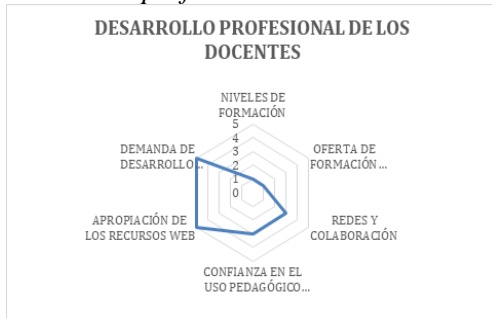 DESARROLLO PROFESIONAL DE LOS
DOCENTES
NIVELES DE
FORMACIÓN
5
4
3
2
1
0
OFERTA DE
FORMACIÓN ...
REDES Y
COLABORACIÓN
CONFIANZA EN EL
USO PEDAGÓGICO...
APROPIACIÓN DE
LOS RECURSOS WEB
DEMANDA DE
DESARROLLO...